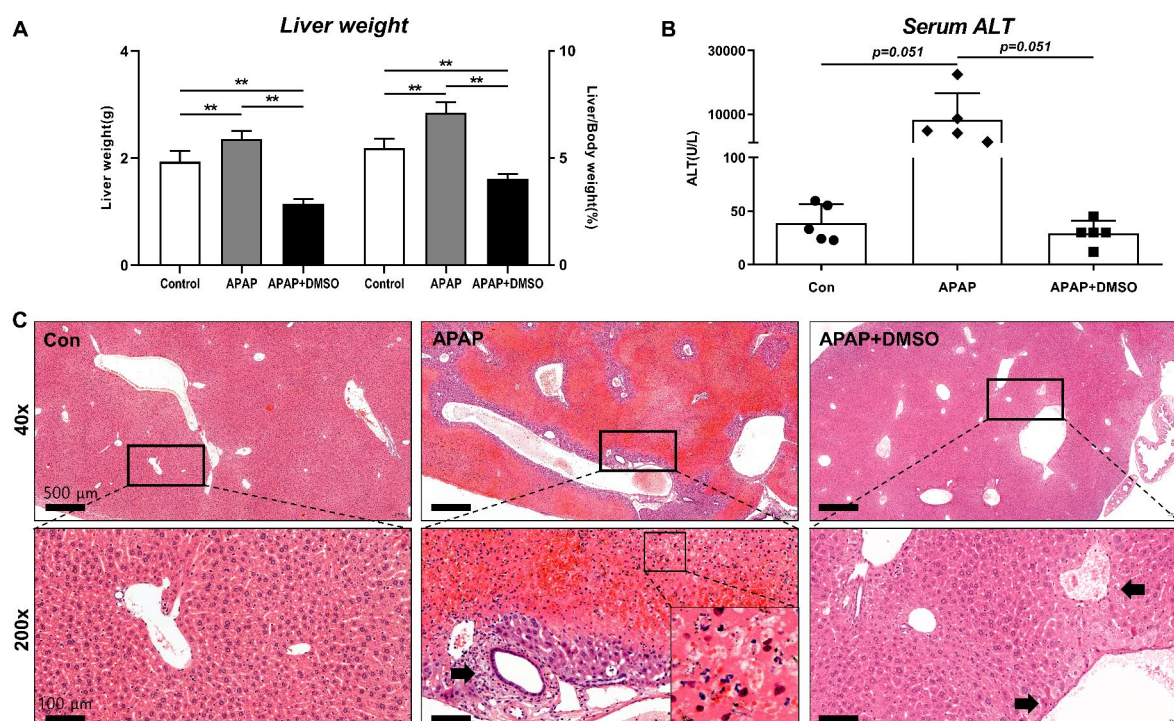 A
Liver weight
4
2
0
Liver weight(g)
**
**
**
**
**
**
10
5
0
Liver/Body weight(%)
Control APAP APAP+DMSO Control APAP APAP+DMSO
B
Serum ALT
30000
10000
100
50
0
ALT(U/L)
p=0.051
p=0.051
Con APAP APAP+DMSO
C
40x
Con
500 µm
APAP
APAP+DMSO
200x
100 µm